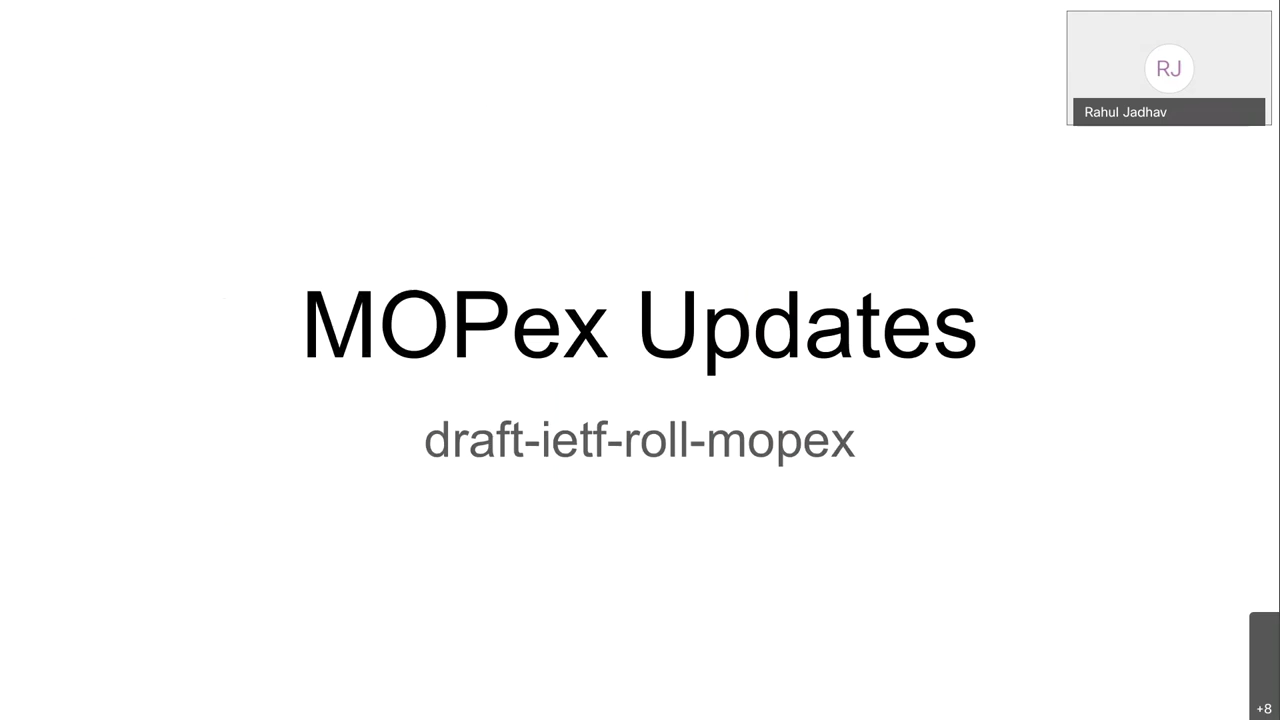 RJ
Rahul Jadhav
MOPex Updates
draft-ietf-roll-mopex
+8